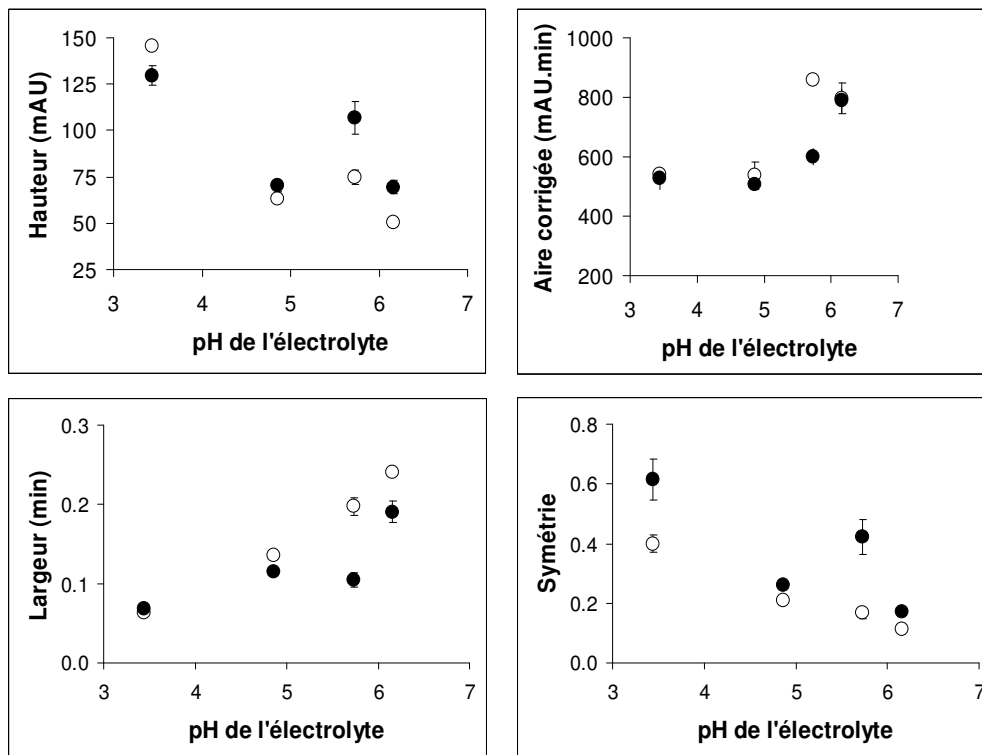 Hauteur (mAU)
150
125
100
75
50
25
3 4 5 6 7
pH de l'électrolyte
Aire corrigée (mAU.min)
1000
800
600
400
200
3 4 5 6 7
pH de l'électrolyte
Largeur (min)
0.3
0.2
0.1
0.0
3 4 5 6 7
pH de l'électrolyte
Symétrie
0.8
0.6
0.4
0.2
0.0
3 4 5 6 7
pH de l'électrolyte